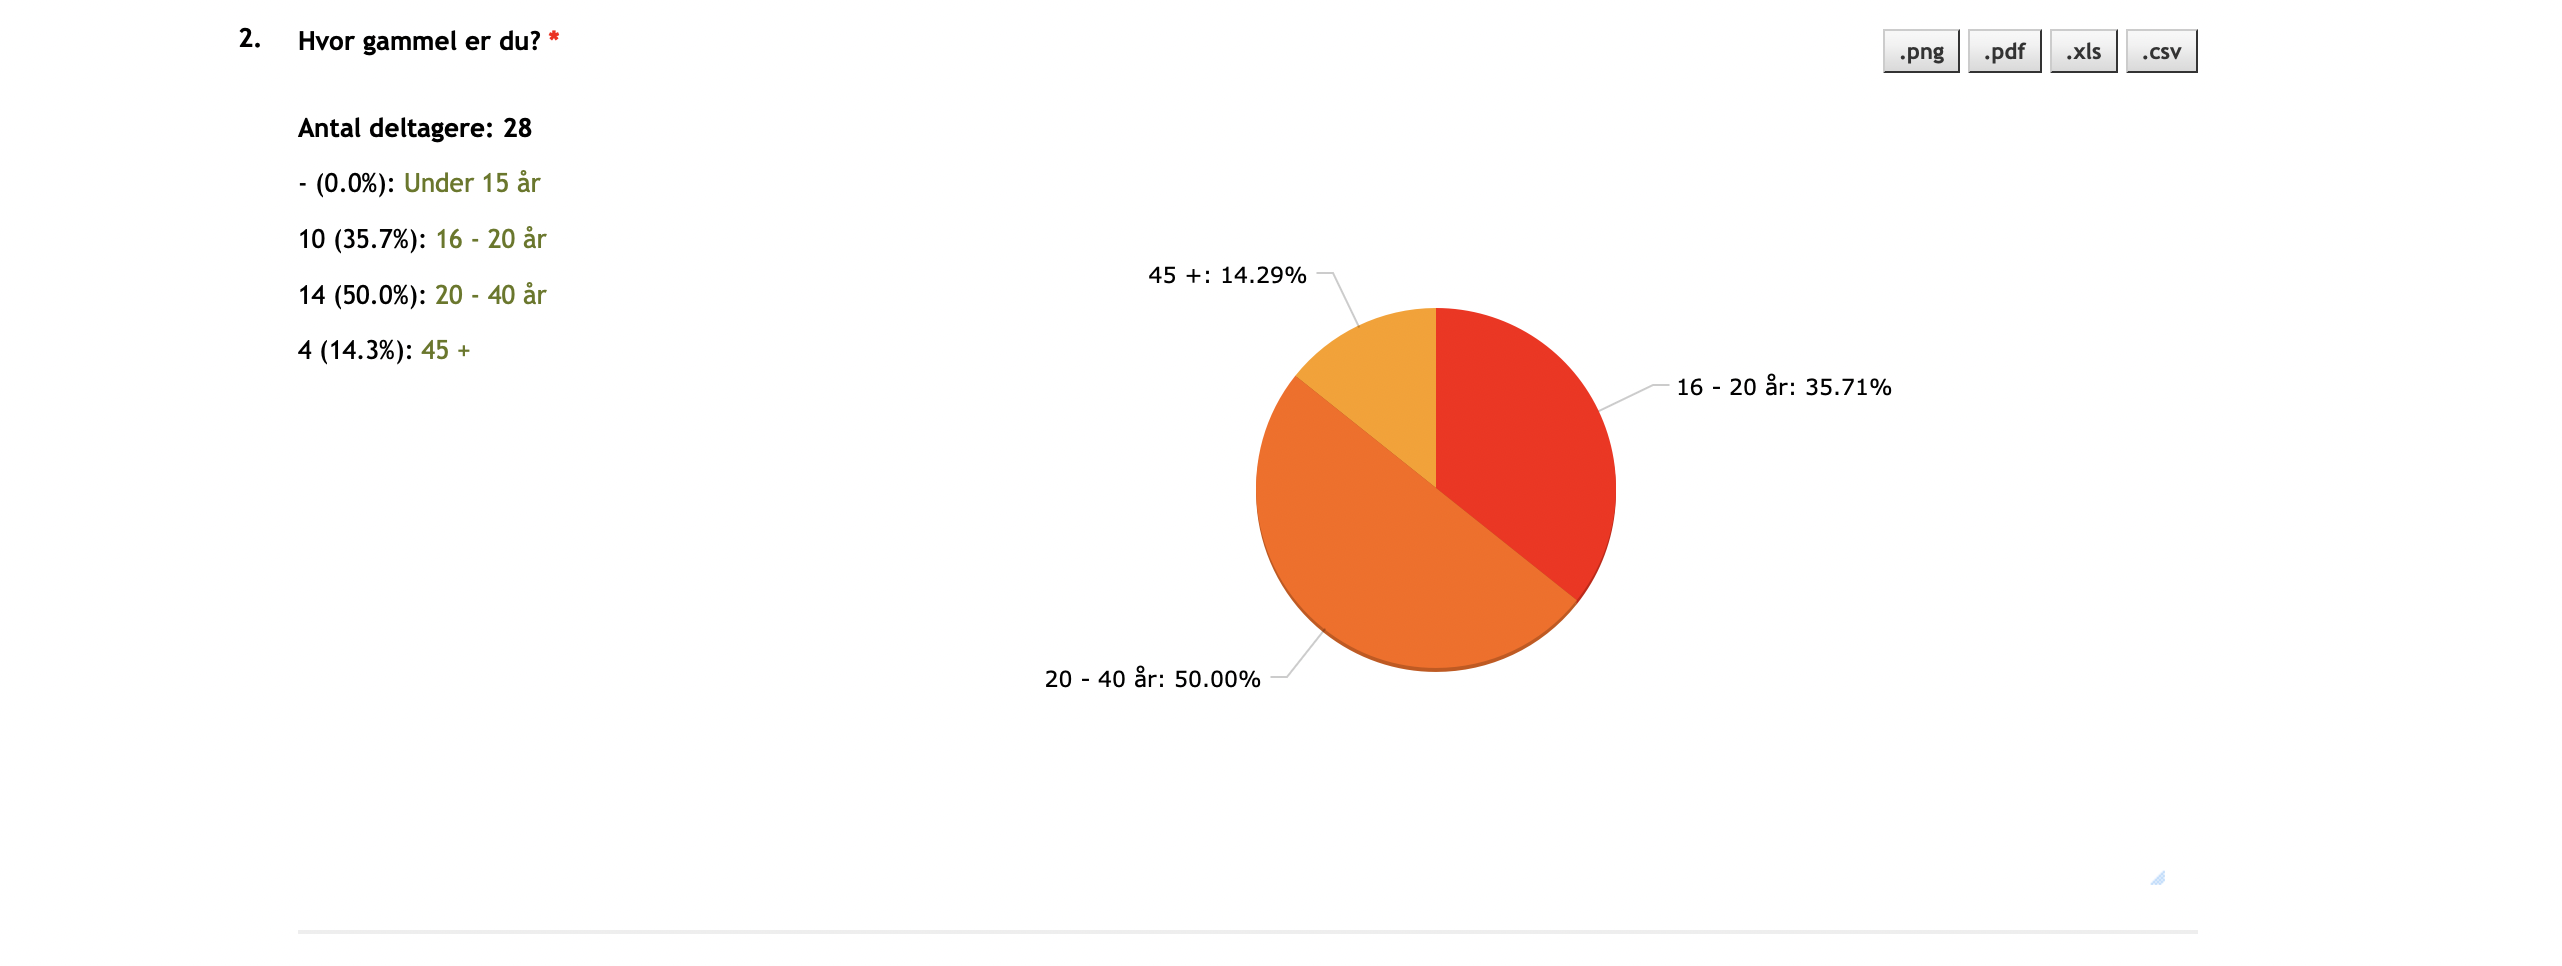 2. Hvor gammel er du? *
.png .pdf .xls .csv
Antal deltagere: 28
- (0.0%): Under 15 år
10 (35.7%): 16 - 20 år
14 (50.0%): 20 - 40 år
4 (14.3%): 45 +
45 +: 14.29%
16 - 20 år: 35.71%
20 - 40 år: 50.00%